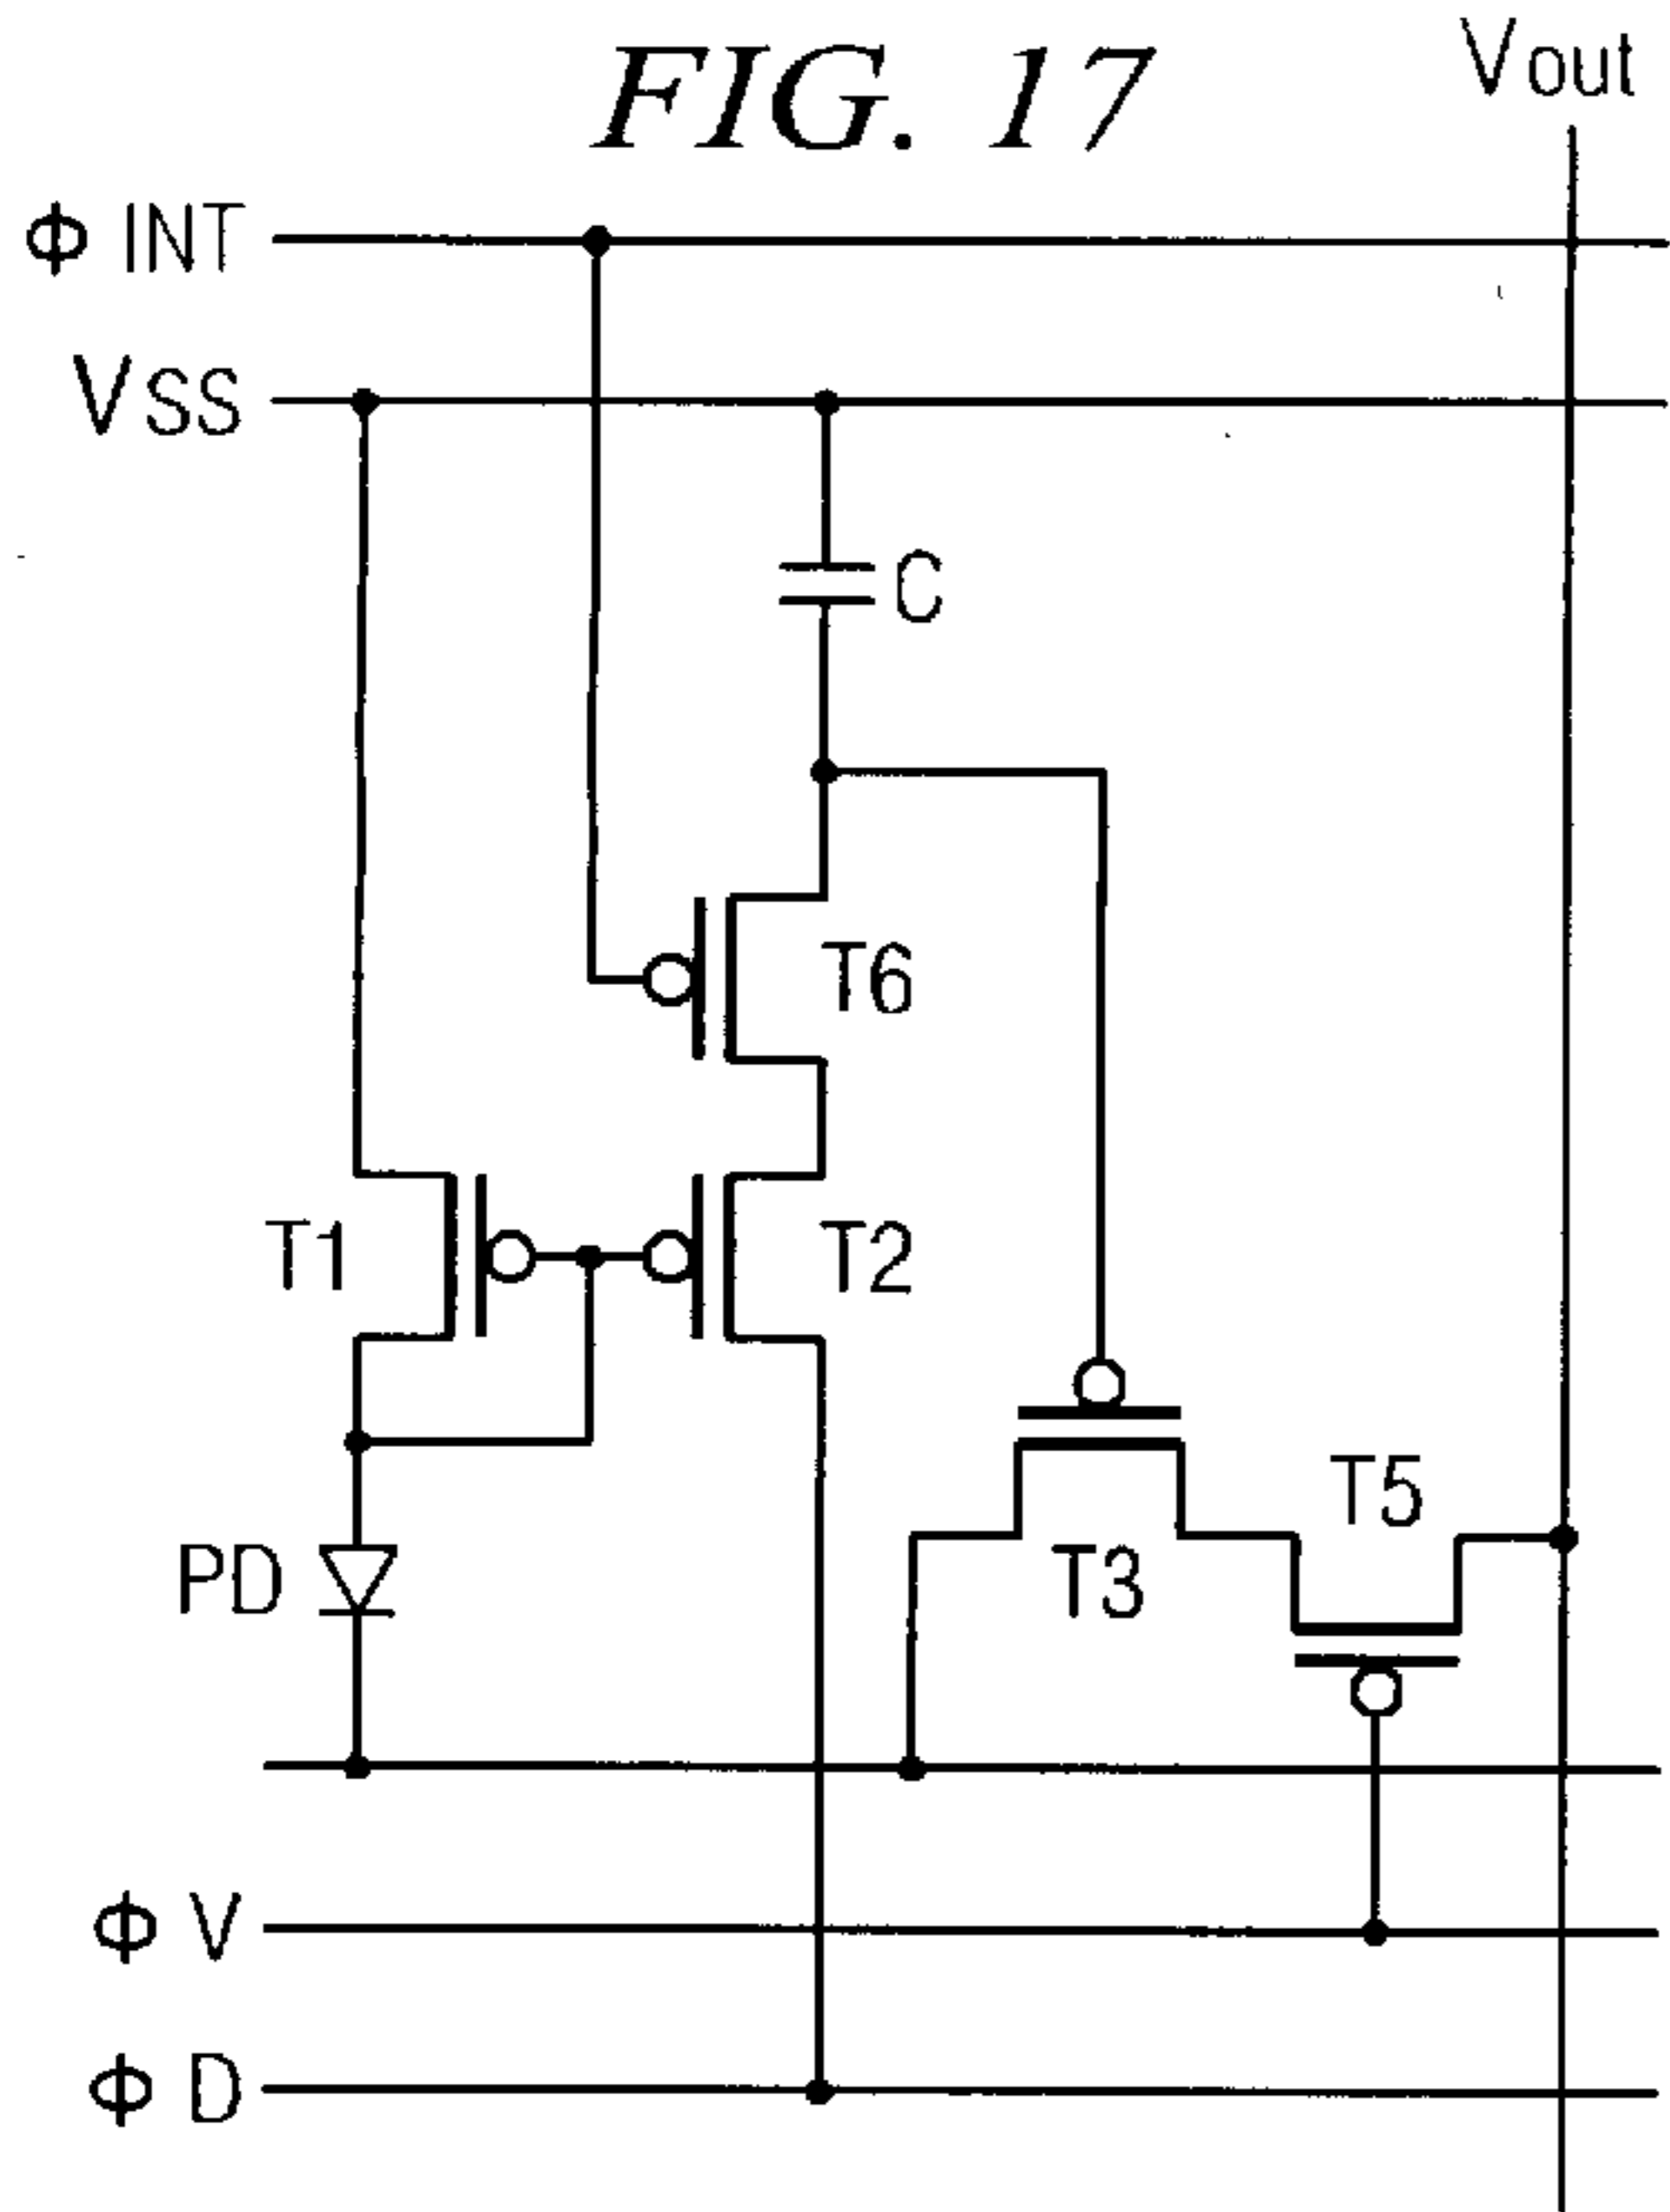 FIG. 17
Vout
Φ INT
VSS
C
T6
T1
T2
T5
PD
T3
Φ V
Φ D